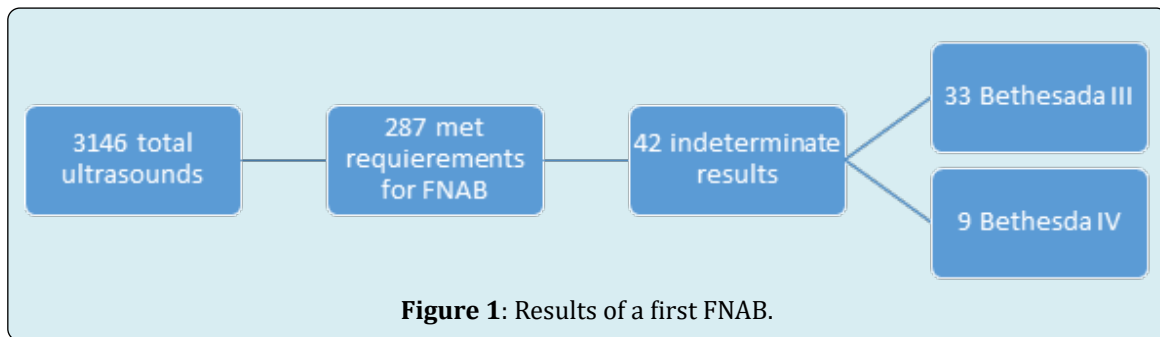 3146 total
ultrasounds
287 met
requierements
for FNAB
42 indeterminate
results
33 Bethesada III
9 Bethesda IV
Figure 1: Results of a first FNAB.